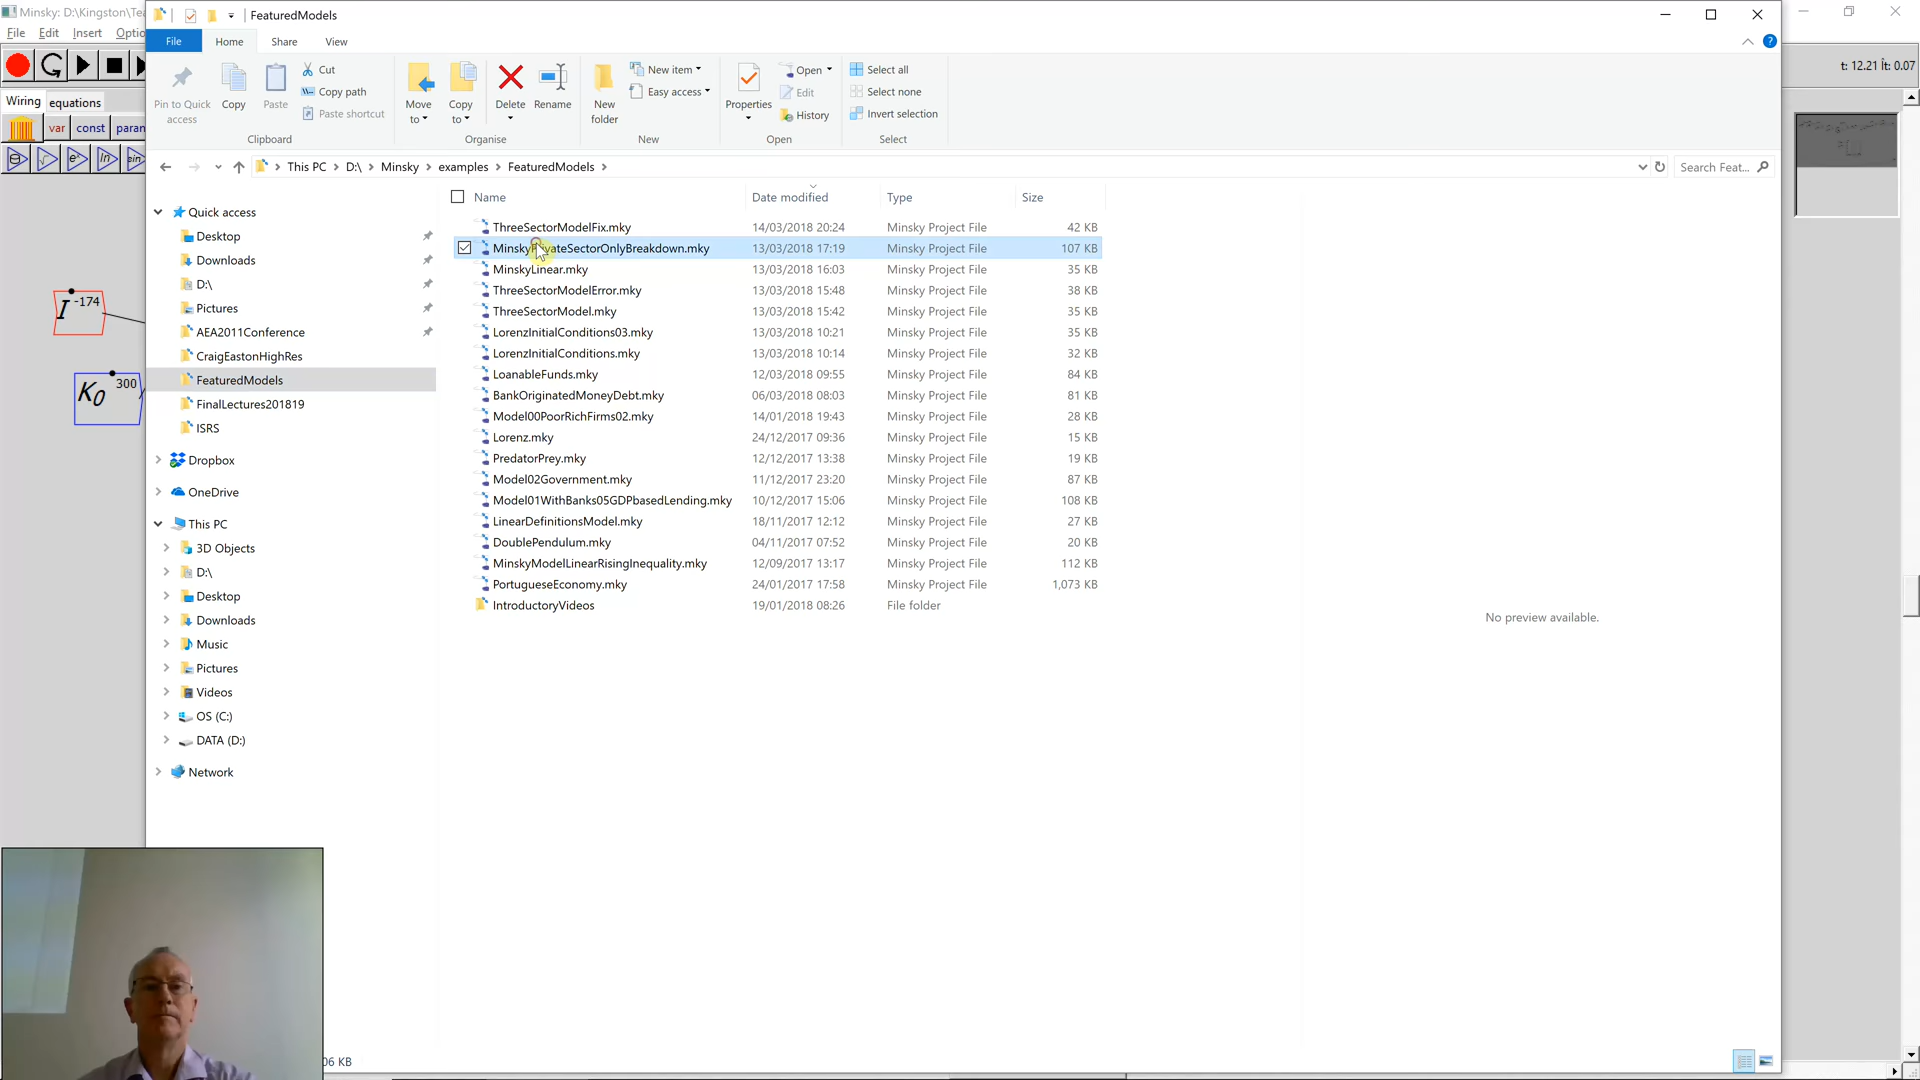 Minsky: D:\Kingston\Tea
FeaturedModels
File Edit Insert Optio
File Home Share View
Pin to Quick access
Copy
Paste
Cut
Copy path
Paste shortcut
Clipboard
Move to
Copy to
Delete
Rename
Organise
New folder
New item
Easy access
New
Properties
Open
Edit
History
Open
Select all
Select none
Invert selection
Select
t: 12.21
0.07
Wiring equations
var const param
This PC D:\ Minsky examples FeaturedModels
Search Feat...
Name Date modified Type Size
ThreeSectorModelFix.mky 14/03/2018 20:24 Minsky Project File 42 KB
MinskyPrivateSectorOnlyBreakdown.mky 13/03/2018 17:19 Minsky Project File 107 KB
MinskyLinear.mky 13/03/2018 16:03 Minsky Project File 35 KB
ThreeSectorModelError.mky 13/03/2018 15:48 Minsky Project File 38 KB
ThreeSectorModel.mky 13/03/2018 15:42 Minsky Project File 35 KB
LorenzInitialConditions03.mky 13/03/2018 10:21 Minsky Project File 35 KB
LorenzInitialConditions.mky 13/03/2018 10:14 Minsky Project File 32 KB
LoanableFunds.mky 12/03/2018 09:55 Minsky Project File 84 KB
BankOriginatedMoneyDebt.mky 06/03/2018 08:03 Minsky Project File 81 KB
Model00PoorRichFirms02.mky 14/01/2018 19:43 Minsky Project File 28 KB
Lorenz.mky 24/12/2017 09:36 Minsky Project File 15 KB
PredatorPrey.mky 12/12/2017 13:38 Minsky Project File 19 KB
Model02Government.mky 11/12/2017 23:20 Minsky Project File 87 KB
Model01WithBanks05GDPbasedLending.mky 10/12/2017 15:06 Minsky Project File 108 KB
LinearDefinitionsModel.mky 18/11/2017 12:12 Minsky Project File 27 KB
DoublePendulum.mky 04/11/2017 07:52 Minsky Project File 20 KB
MinskyModelLinearRisingInequality.mky 12/09/2017 13:17 Minsky Project File 112 KB
PortugueseEconomy.mky 24/01/2017 17:58 Minsky Project File 1,073 KB
IntroductoryVideos 19/01/2018 08:26 File folder
Quick access
Desktop
Downloads
D:\
Pictures
AEA2011Conference
CraigEastonHighRes
FeaturedModels
FinalLectures201819
ISRS
Dropbox
OneDrive
This PC
3D Objects
D:\
Desktop
Downloads
Music
Pictures
Videos
OS (C:)
DATA (D:)
Network
I -174
K0 300
No preview available.
06 KB